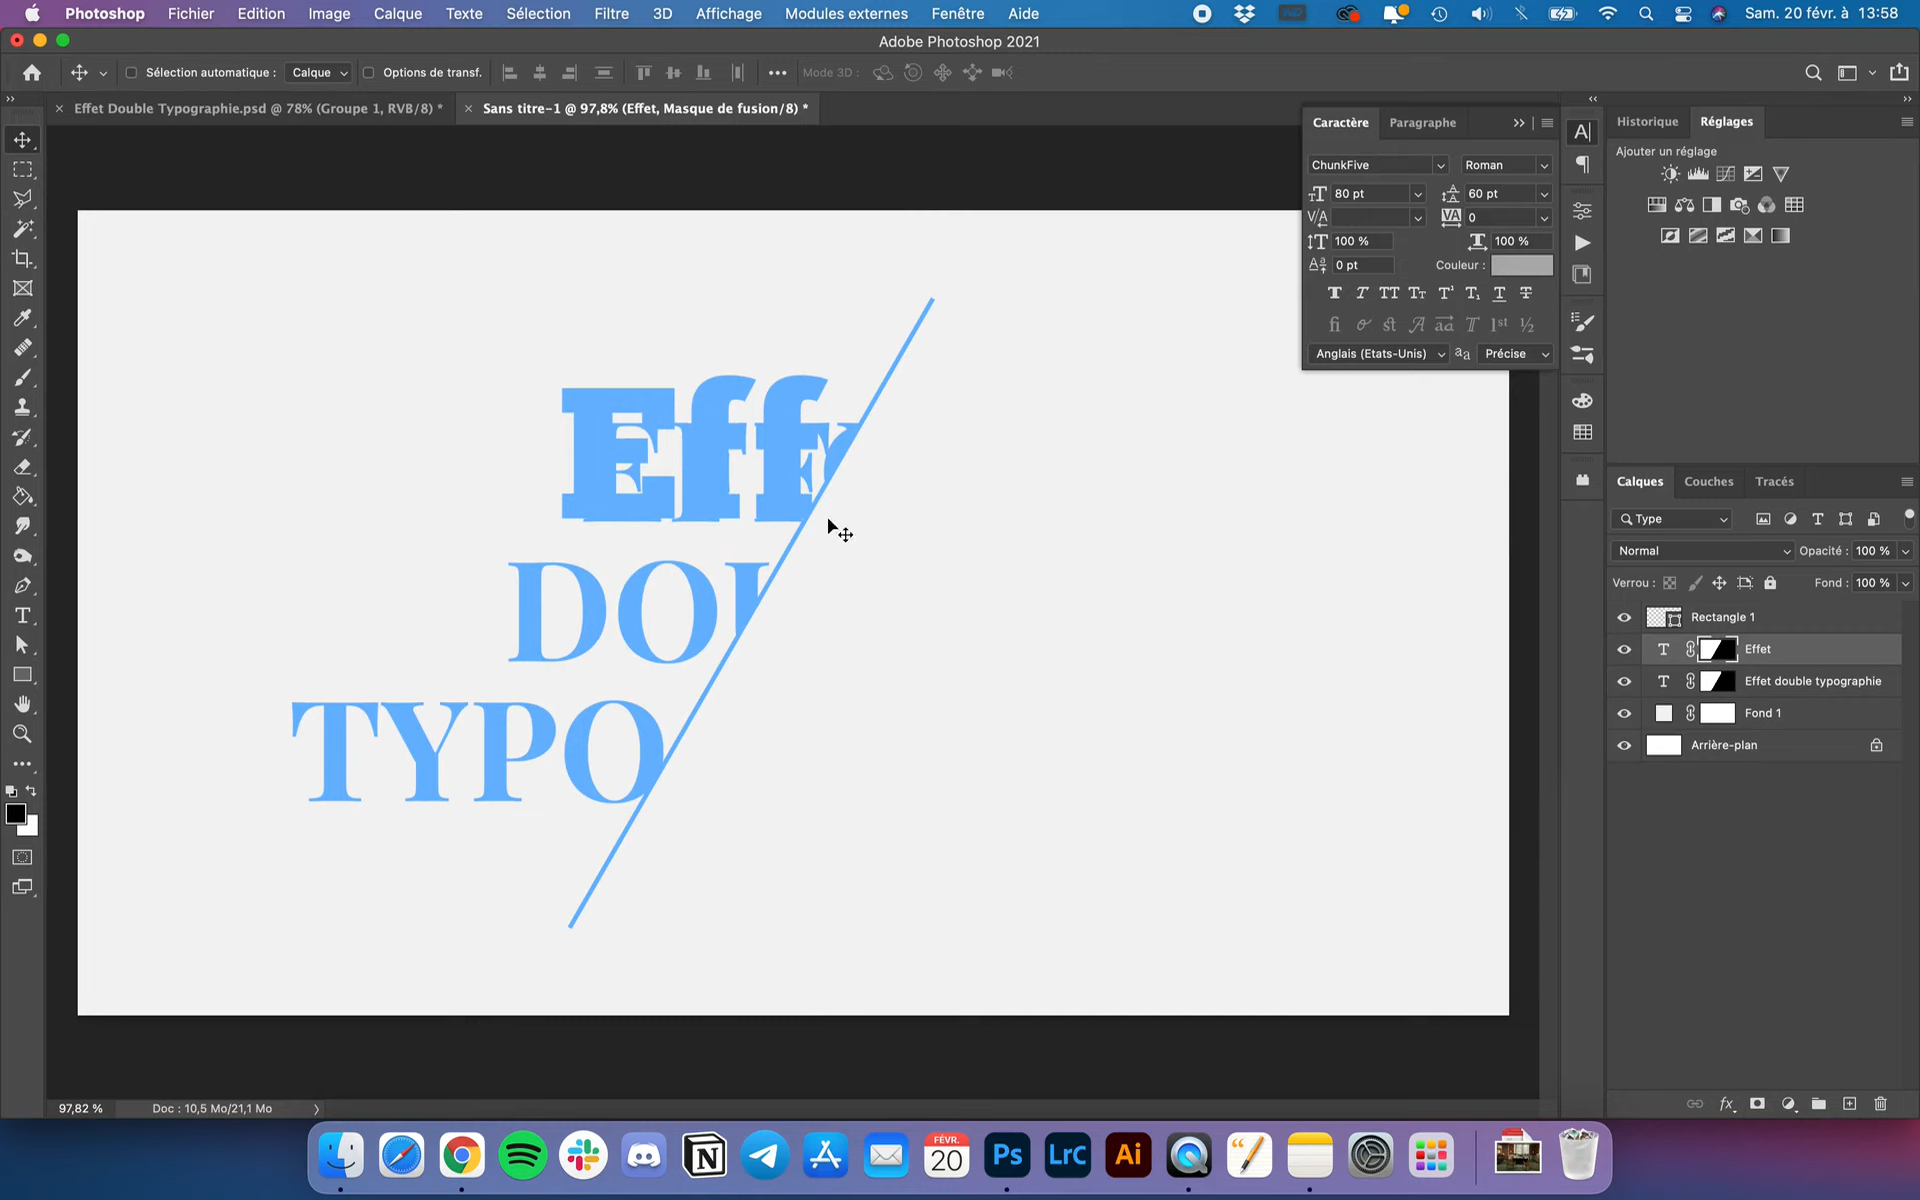 Photoshop Fichier Edition Image Calque Texte Sélection Filtre 3D Affichage Modules externes Fenêtre Aide Sam. 20 févr. à 13:58
Adobe Photoshop 2021
Sélection automatique : Calque Options de transf. Mode 3D :
Effet Double Typographie.psd @ 78% (Groupe 1, RVB/8) * Sans titre-1 @ 97,8% (Effet, Masque de fusion/8) *
Caractère Paragraphe
ChunkFive Roman
80 pt 60 pt
0
100 % 100 %
0 pt Couleur :
Anglais (Etats-Unis) Précise
Historique Réglages
Ajouter un réglage
Eff
DOU
TYPO
Calques Couches Tracés
Type
Normal Opacité : 100 %
Verrou : Fond : 100 %
Rectangle 1
Effet
Effet double typographie
Fond 1
Arrière-plan
97,82 % Doc : 10,5 Mo/21,1 Mo
FÉVR.
20
Ps LrC Ai